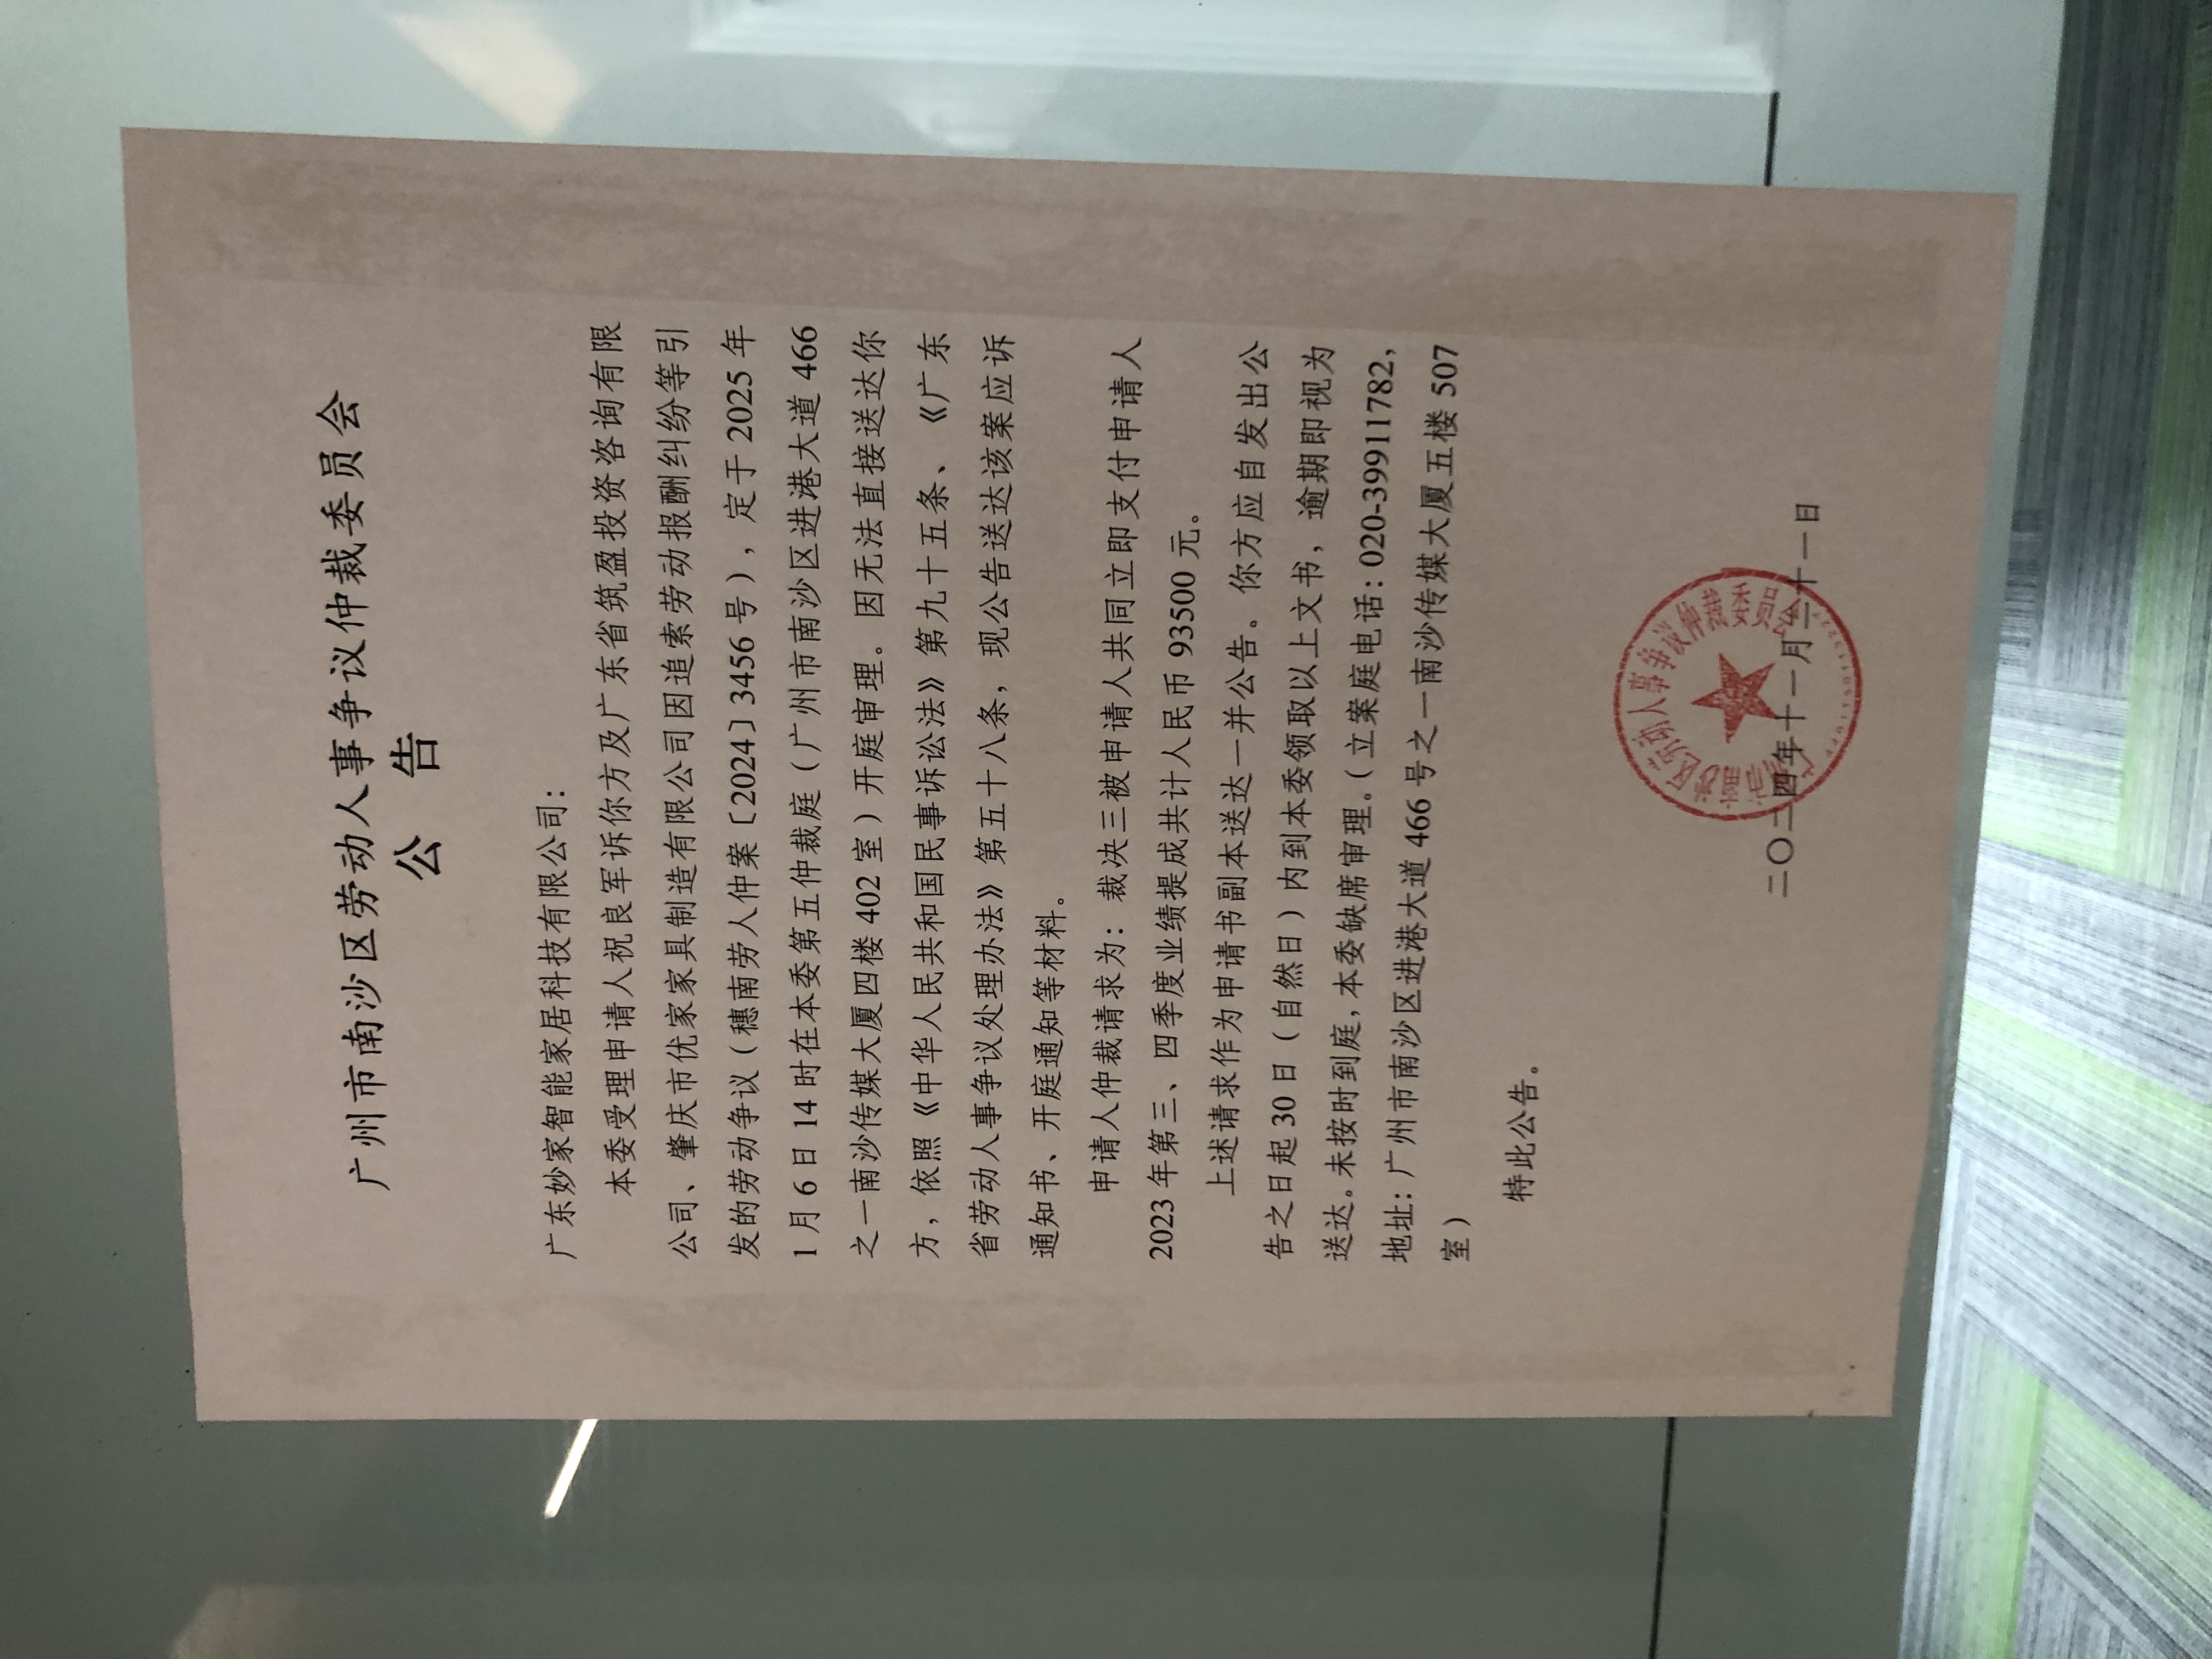 广州市南沙区劳动人事争议仲裁委员会
公告
广东妙家智能家居科技有限公司：
本委受理申请人祝良军诉你方及广东省筑盈投资咨询有限
公司、肇庆市优家家具制造有限公司因追索劳动报酬纠纷等引
发的劳动争议（穗南劳人仲案〔2024〕3456号），定于2025年
1月6日14时在本委第五仲裁庭（广州市南沙区进港大道466
之一南沙传媒大厦四楼402室）开庭审理。因无法直接送达你
方，依照《中华人民共和国民事诉讼法》第九十五条、《广东
省劳动人事争议处理办法》第五十八条，现公告送达该案应诉
通知书、开庭通知等材料。
申请人仲裁请求为：裁决三被申请人共同立即支付申请人
2023年第三、四季度业绩提成共计人民币93500元。
上述请求作为申请书副本送达一并公告。你方应自发出公
告之日起30日（自然日）内到本委领取以上文书，逾期即视为
送达。未按时到庭，本委缺席审理。（立案庭电话：020-39911782，
地址：广州市南沙区进港大道466号之一南沙传媒大厦五楼507
室）
特此公告。
广州市南沙区劳动人事争议仲裁委员会
二〇二四年十一月二十一日